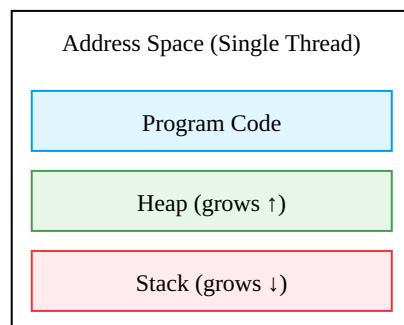 Address Space (Single Thread)
Program Code
Heap (grows ↑)
Stack (grows ↓)